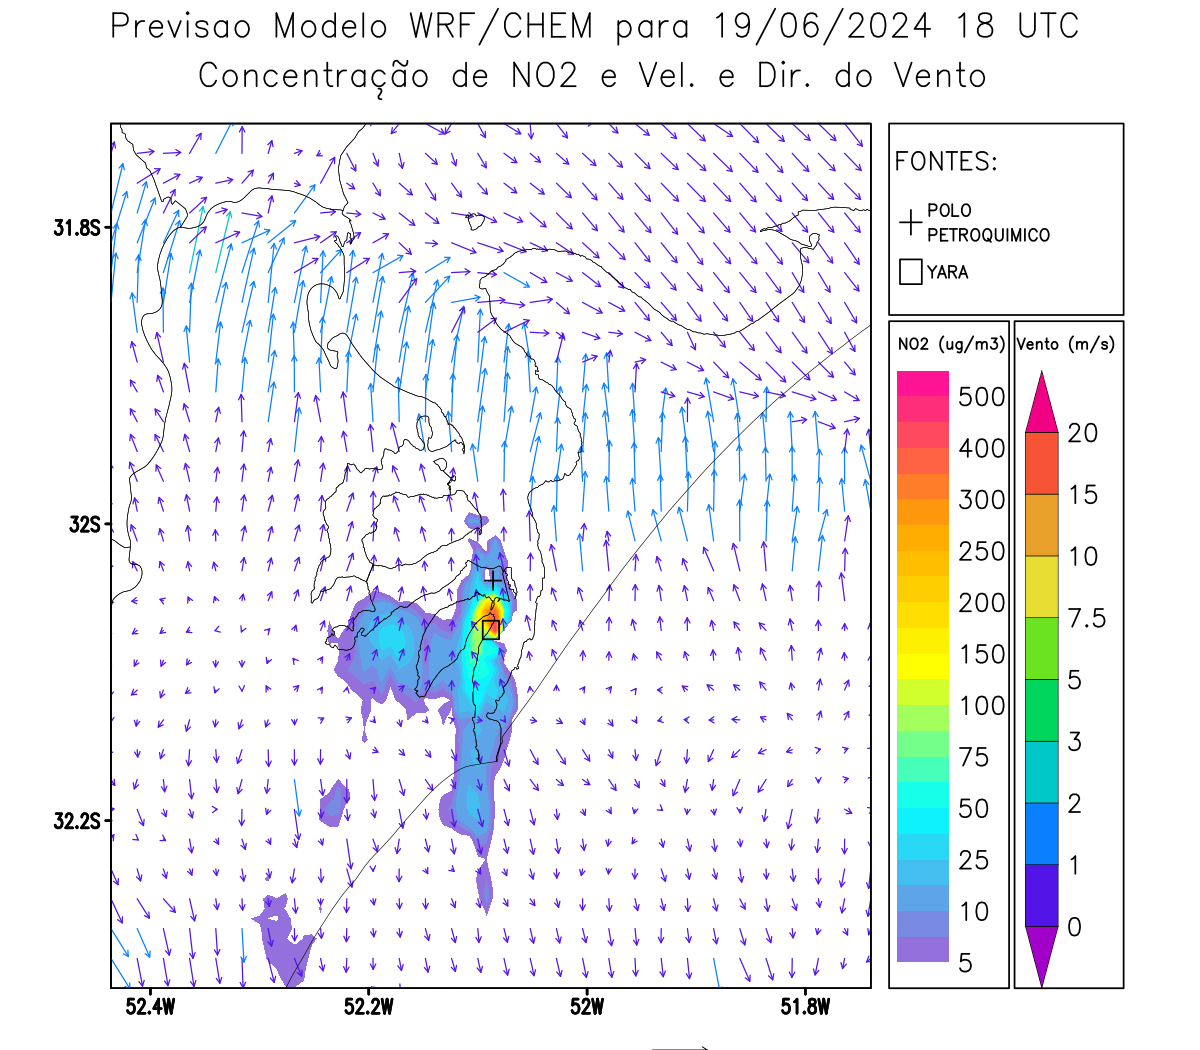 Previsao Modelo WRF/CHEM para 19/06/2024 18 UTC
Concentração de NO2 e Vel. e Dir. do Vento
FONTES:
POLO
PETROQUIMICO
YARA
NO2 (ug/m3)
500
400
300
250
200
150
100
75
50
25
10
5
Vento (m/s)
20
15
10
7.5
5
3
2
1
0
31.8S
32S
32.2S
52.4W
52.2W
52W
51.8W